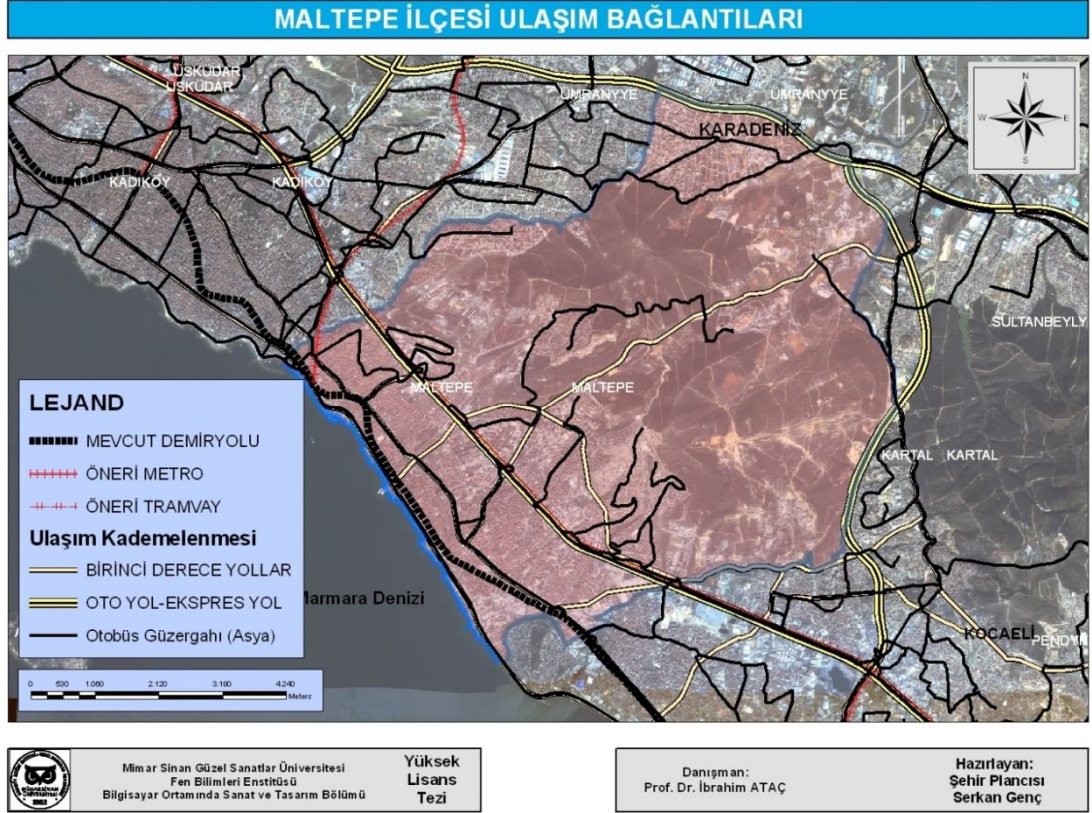 MALTEPE İLÇESİ ULAŞIM BAĞLANTILARI
ÜSKÜDAR
ÜSKÜDAR
ÜMRANYYE
ÜMRANYYE
N
W
E
S
KARADENİZ
KADIKÖY
KADIKÖY
SULTANBEYLY
MALTEPE
MALTEPE
KARTAL
KARTAL
LEJAND
MEVCUT DEMİRYOLU
ÖNERİ METRO
ÖNERİ TRAMVAY
Ulaşım Kademelenmesi
BİRİNCİ DERECE YOLLAR
OTO YOL-EKSPRES YOL
Otobüs Güzergahı (Asya)
Marmara Denizi
KOCAELİ
PENDYK
0 530 1.060 2.120 3.180 4.240
Meters
Mimar Sinan Güzel Sanatlar Üniversitesi
Fen Bilimleri Enstitüsü
Bilgisayar Ortamında Sanat ve Tasarım Bölümü
Yüksek
Lisans
Tezi
Danışman:
Prof. Dr. İbrahim ATAÇ
Hazırlayan:
Şehir Plancısı
Serkan Genç